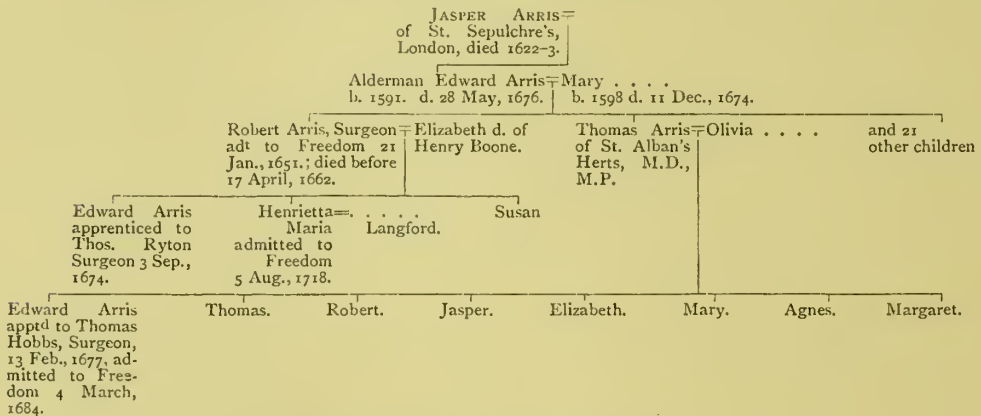 JASPER ARRIS
of St. Sepulchre's,
London, died 1622-3.
Alderman Edward Arris Mary . . . .
b. 1591. d. 28 May, 1676. b. 1598 d. 11 Dec., 1674.
Robert Arris, Surgeon
adt to Freedom 21
Jan., 1651.; died before
17 April, 1662.
Elizabeth d. of
Henry Boone.
Thomas Arris
of St. Alban's
Herts, M.D.,
M.P.
Olivia . . . .
and 21
other children
Edward Arris
apprenticed to
Thos. Ryton
Surgeon 3 Sep.,
1674.
Henrietta
Maria
admitted to
Freedom
5 Aug., 1718.
. . . . .
Langford.
Susan
Edward Arris
apptd to Thomas
Hobbs, Surgeon,
13 Feb., 1677, ad-
mitted to Free-
dom 4 March,
1684.
Thomas.
Robert.
Jasper.
Elizabeth.
Mary.
Agnes.
Margaret.